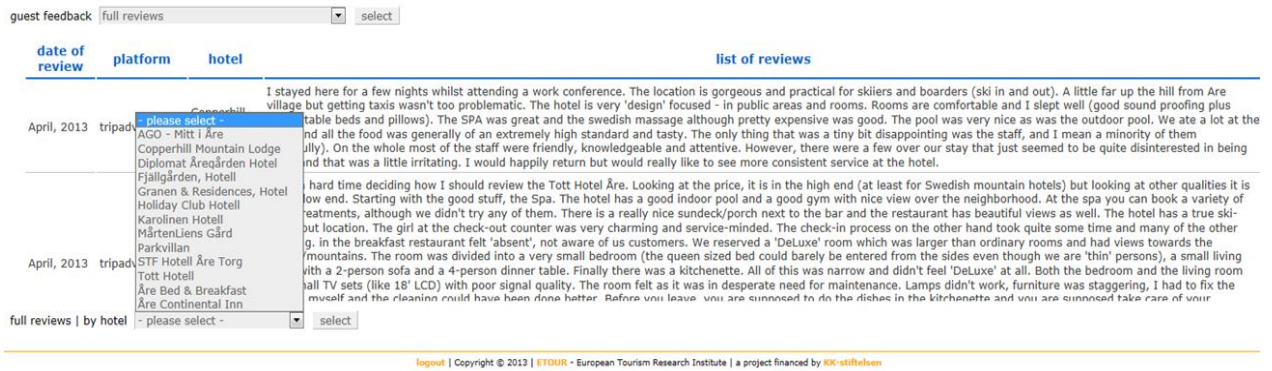 guest feedback full reviews select
date of
review platform hotel list of reviews
I stayed here for a few nights whilst attending a work conference. The location is gorgeous and practical for skiiers and boarders (ski in and out). A little far up the hill from Are
village but getting taxis wasn't too problematic. The hotel is very 'design' focused - in public areas and rooms. Rooms are comfortable and I slept well (good sound proofing plus
table beds and pillows). The SPA was great and the swedish massage although pretty expensive was good. The pool was very nice as was the outdoor pool. We ate a lot at the
nd all the food was generally of an extremely high standard and tasty. The only thing that was a tiny bit disappointing was the staff, and I mean a minority of them
ully). On the whole most of the staff were friendly, knowledgeable and attentive. However, there were a few over our stay that just seemed to be quite disinterested in being
nd that was a little irritating. I would happily return but would really like to see more consistent service at the hotel.
April, 2013 tripadv
- please select -
AGO - Mitt i Åre
Copperhill Mountain Lodge
Diplomat Åregården Hotel
Fjällgården, Hotell
Granen & Residences, Hotel
Holiday Club Hotell
Karolinen Hotell
MårtenLiens Gård
Parkvillan
STF Hotell Åre Torg
Tott Hotell
Åre Bed & Breakfast
Åre Continental Inn
hard time deciding how I should review the Tott Hotel Åre. Looking at the price, it is in the high end (at least for Swedish mountain hotels) but looking at other qualities it is
low end. Starting with the good stuff, the Spa. The hotel has a good indoor pool and a good gym with nice view over the neighborhood. At the spa you can book a variety of
reatments, although we didn't try any of them. There is a really nice sundeck/porch next to the bar and the restaurant has beautiful views as well. The hotel has a true ski-
out location. The girl at the check-out counter was very charming and service-minded. The check-in process on the other hand took quite some time and many of the other
g. in the breakfast restaurant felt 'absent', not aware of us customers. We reserved a 'DeLuxe' room which was larger than ordinary rooms and had views towards the
/mountains. The room was divided into a very small bedroom (the queen sized bed could barely be entered from the sides even though we are 'thin' persons), a small living
with a 2-person sofa and a 4-person dinner table. Finally there was a kitchenette. All of this was narrow and didn't feel 'DeLuxe' at all. Both the bedroom and the living room
all TV sets (like 18' LCD) with poor signal quality. The room felt as it was in desperate need for maintenance. Lamps didn't work, furniture was staggering, I had to fix the
myself and the cleaning could have been done better. Before you leave, you are supposed to do the dishes in the kitchenette and you are supposed take care of your
April, 2013 tripadv
full reviews | by hotel - please select - select
logout | Copyright © 2013 | ETOUR - European Tourism Research Institute | a project financed by KK-stiftelsen